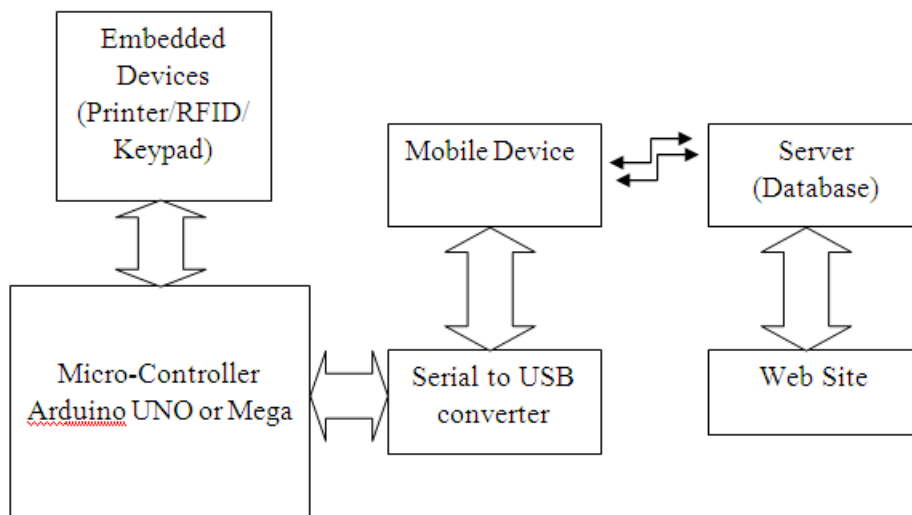 Embedded
Devices
(Printer/RFID/
Keypad)
Mobile Device
Server
(Database)
Micro-Controller
Arduino UNO or Mega
Serial to USB
converter
Web Site